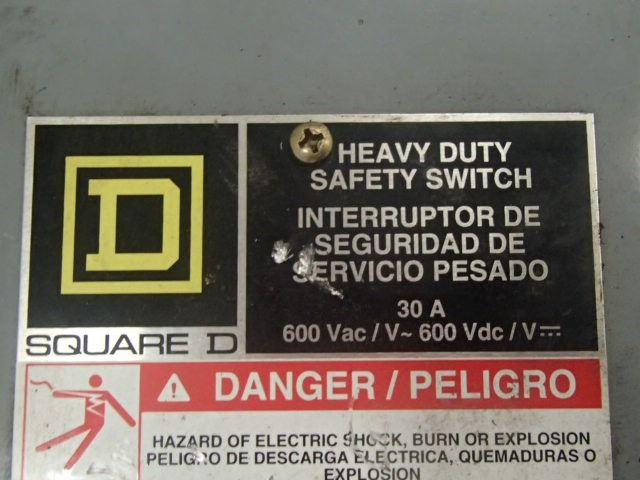 HEAVY DUTY
SAFETY SWITCH
INTERRUPTOR DE
SEGURIDAD DE
SERVICIO PESADO
30 A
600 Vac / V~ 600 Vdc / V⎓
D
SQUARE D
DANGER / PELIGRO
HAZARD OF ELECTRIC SHOCK, BURN OR EXPLOSION
PELIGRO DE DESCARGA ELECTRICA, QUEMADURAS O
EXPLOSION